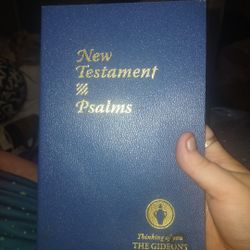 New
Testament
Psalms
Thinking of you
THE GIDEONS